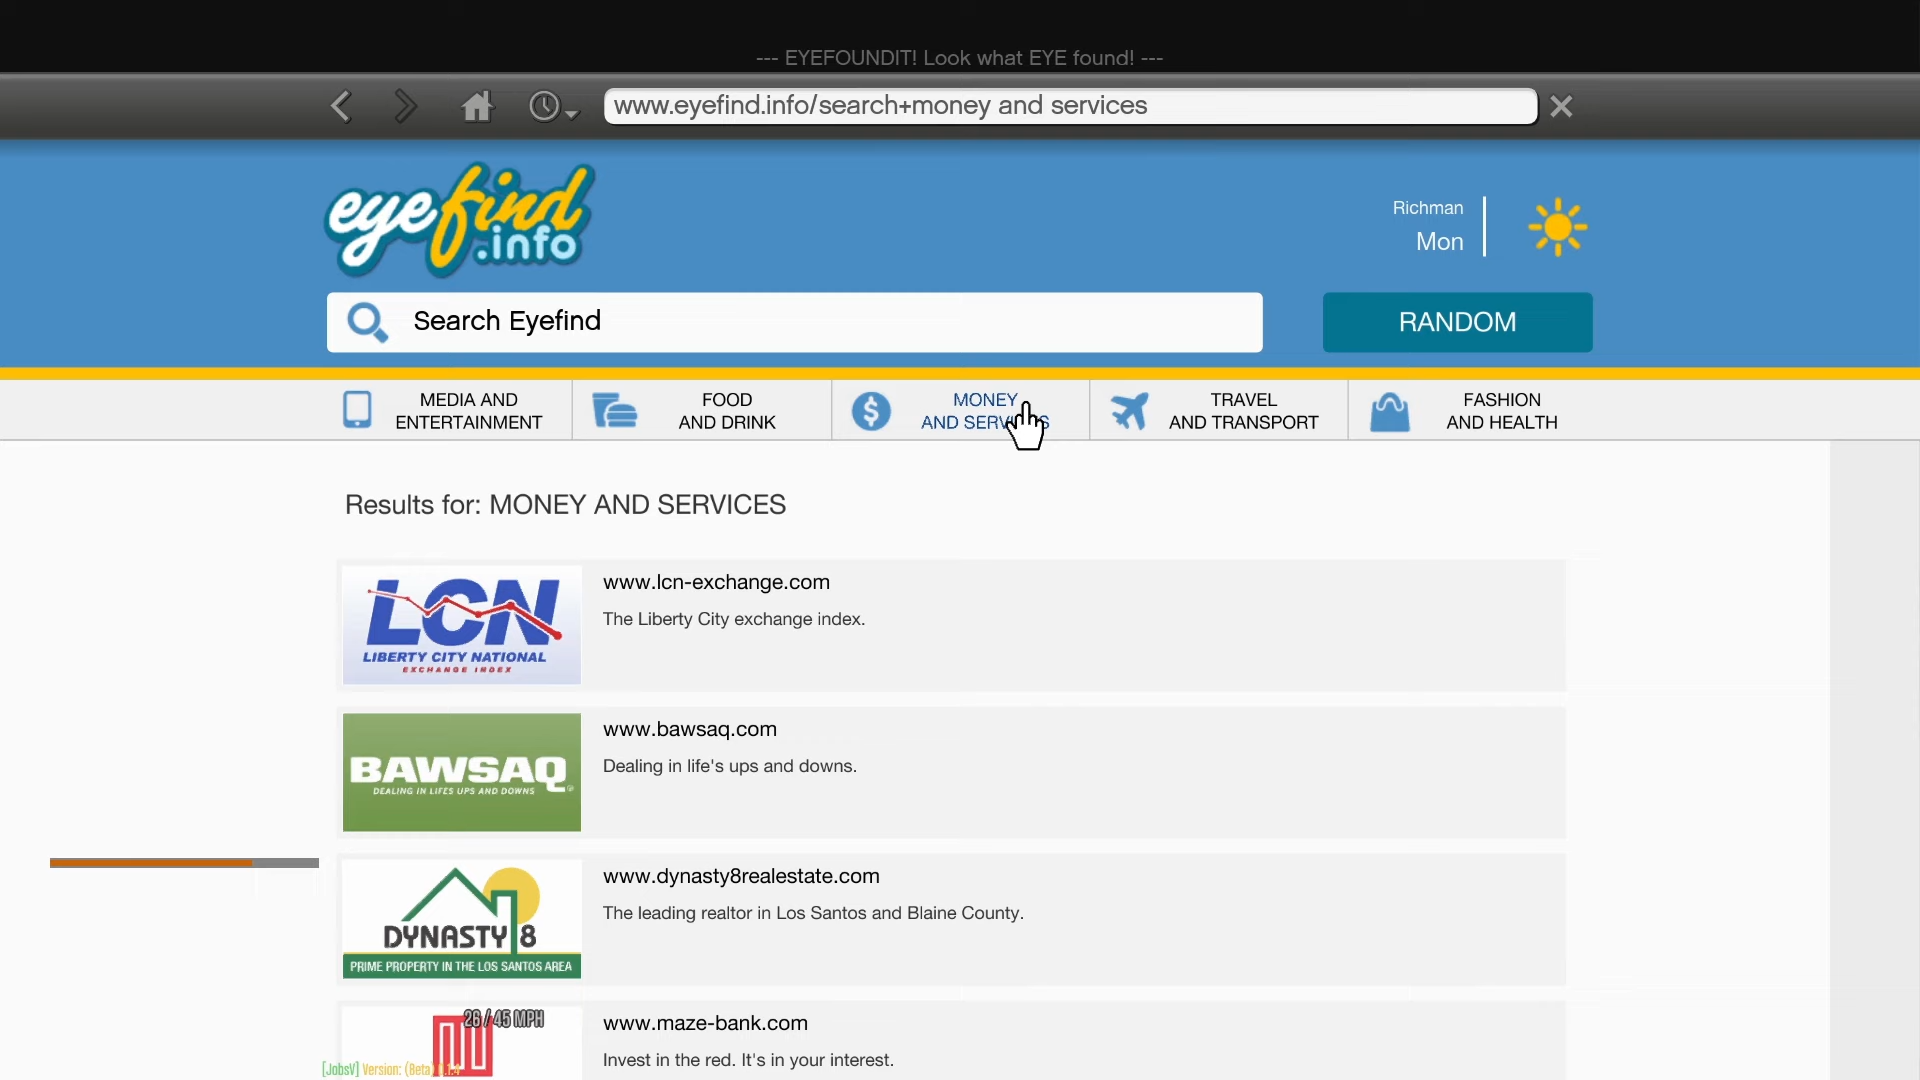 --- EYEFOUNDIT! Look what EYE found! ---
www.eyefind.info/search+money and services
eyefind
.info
Richman
Mon
Search Eyefind
RANDOM
MEDIA AND
ENTERTAINMENT
FOOD
AND DRINK
MONEY
AND SERVICES
TRAVEL
AND TRANSPORT
FASHION
AND HEALTH
Results for: MONEY AND SERVICES
LCN
LIBERTY CITY NATIONAL
EXCHANGE INDEX
www.lcn-exchange.com
The Liberty City exchange index.
BAWSAQ
DEALING IN LIFES UPS AND DOWNS
www.bawsaq.com
Dealing in life's ups and downs.
DYNASTY 8
PRIME PROPERTY IN THE LOS SANTOS AREA
www.dynasty8realestate.com
The leading realtor in Los Santos and Blaine County.
26 / 45 MPH
www.maze-bank.com
Invest in the red. It's in your interest.
[JobsV] Version: (Beta)